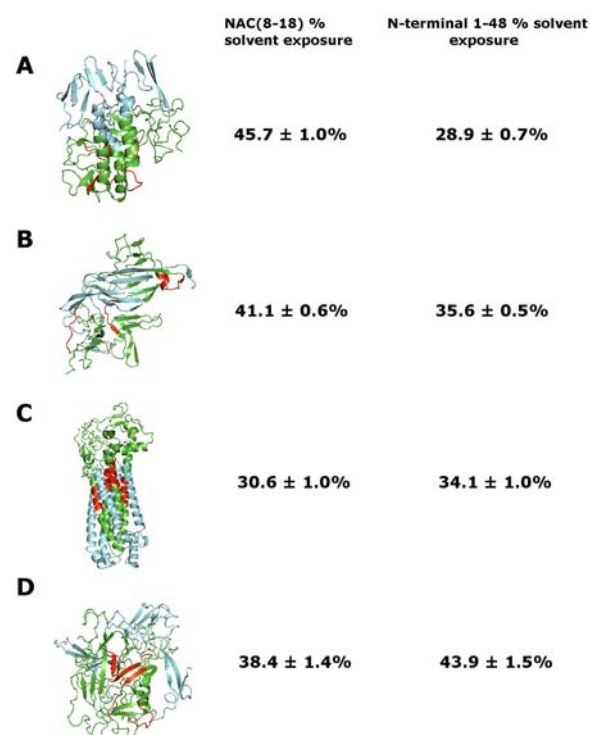 NAC(8-18) %
solvent exposure
N-terminal 1-48 % solvent
exposure
A
45.7 ± 1.0%
28.9 ± 0.7%
B
41.1 ± 0.6%
35.6 ± 0.5%
C
30.6 ± 1.0%
34.1 ± 1.0%
D
38.4 ± 1.4%
43.9 ± 1.5%